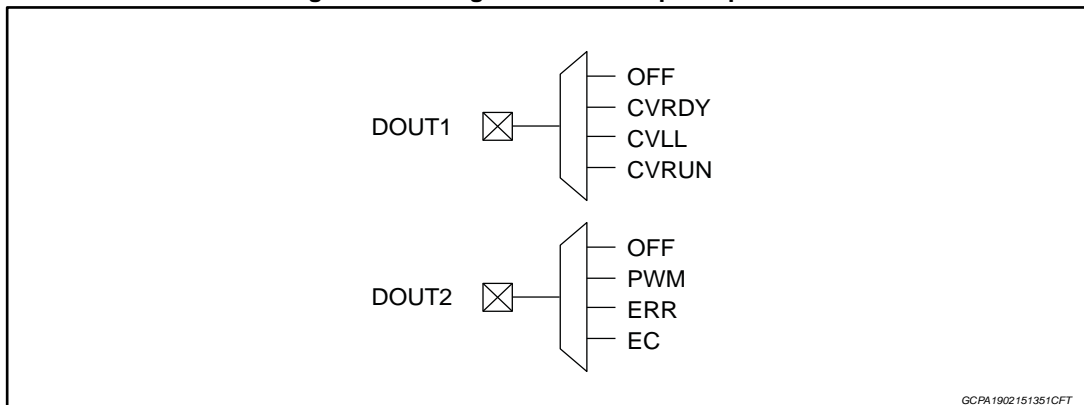 OFF
CVRDY
DOUT1
CVLL
CVRUN
OFF
PWM
DOUT2
ERR
EC
GCPA1902151351CFT